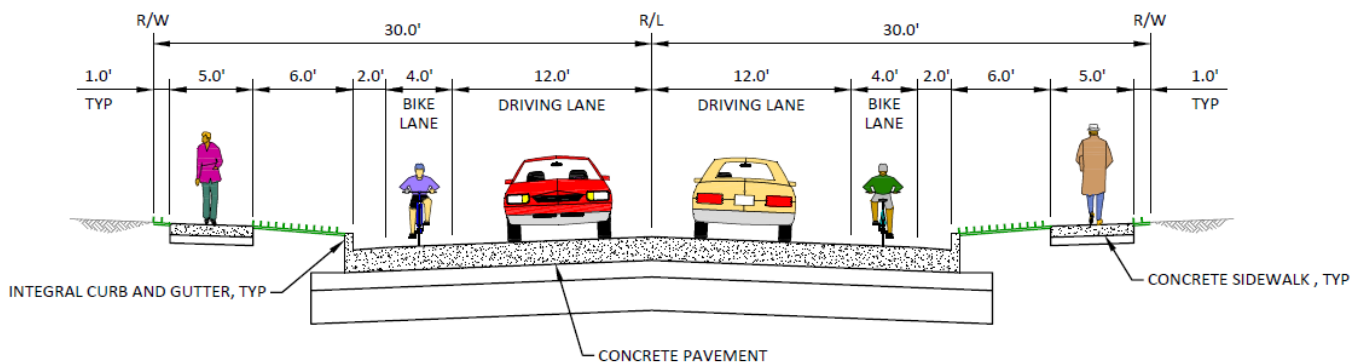 R/W R/L R/W
30.0' 30.0'
1.0' 5.0' 6.0' 2.0' 4.0' 12.0' 12.0' 4.0' 2.0' 6.0' 5.0' 1.0'
TYP BIKE DRIVING LANE DRIVING LANE BIKE TYP
LANE LANE
INTEGRAL CURB AND GUTTER, TYP CONCRETE SIDEWALK , TYP
CONCRETE PAVEMENT